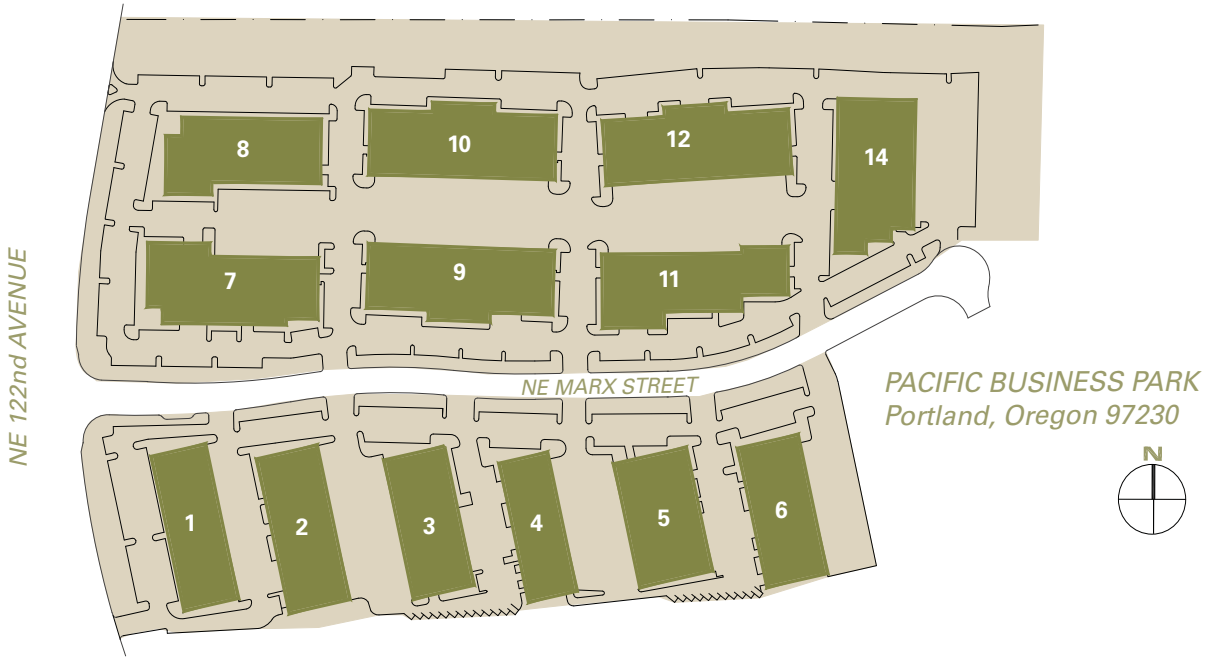 8
10
12
14
7
9
11
NE 122nd AVENUE
NE MARX STREET
PACIFIC BUSINESS PARK
Portland, Oregon 97230
N
1
2
3
4
5
6